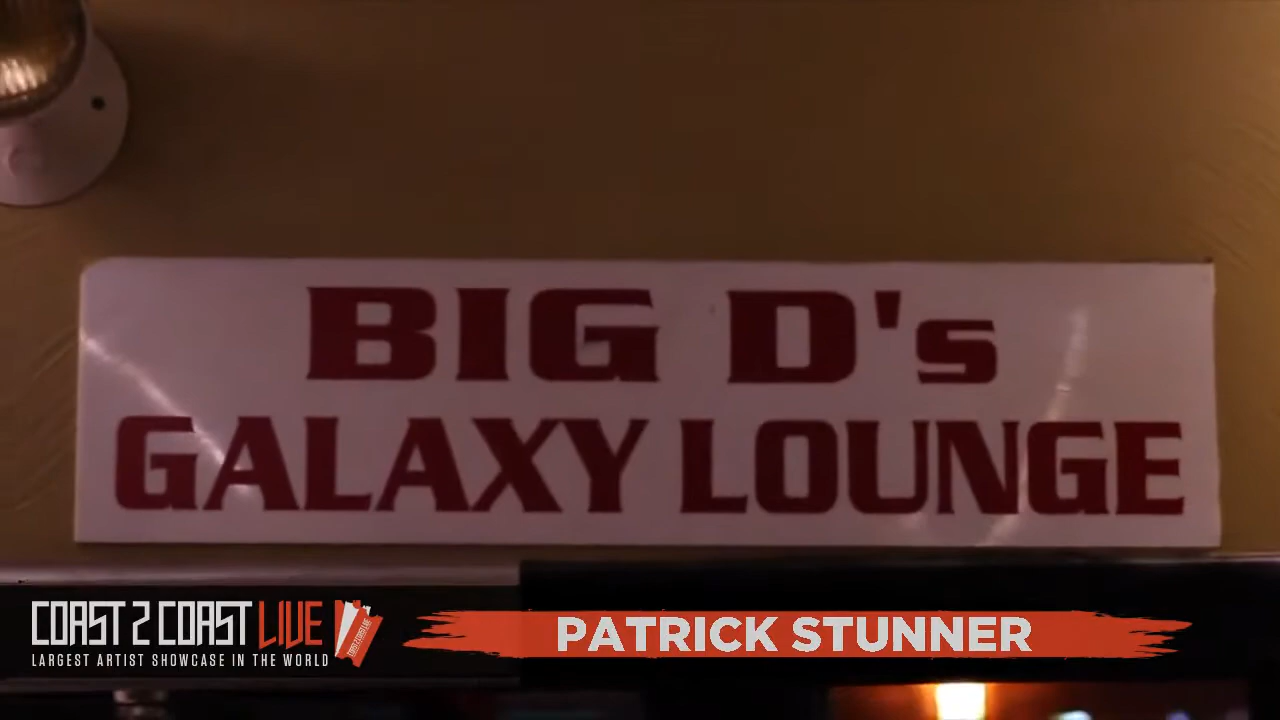 BIG D's
GALAXY LOUNGE
COAST 2 COAST LIVE
LARGEST ARTIST SHOWCASE IN THE WORLD
PATRICK STUNNER